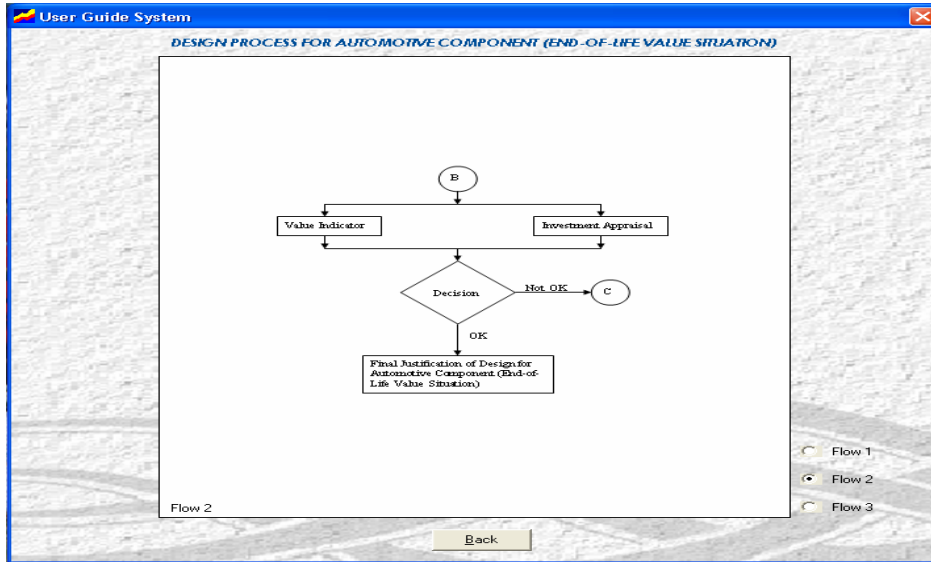 User Guide System
DESIGN PROCESS FOR AUTOMOTIVE COMPONENT (END-OF-LIFE VALUE SITUATION)
B
Value Indicator
Investment Appraisal
Decision
Not OK
C
OK
Final Justification of Design for
Automotive Component (End-of-
Life Value Situation)
Flow 1
Flow 2
Flow 3
Flow 2
Back